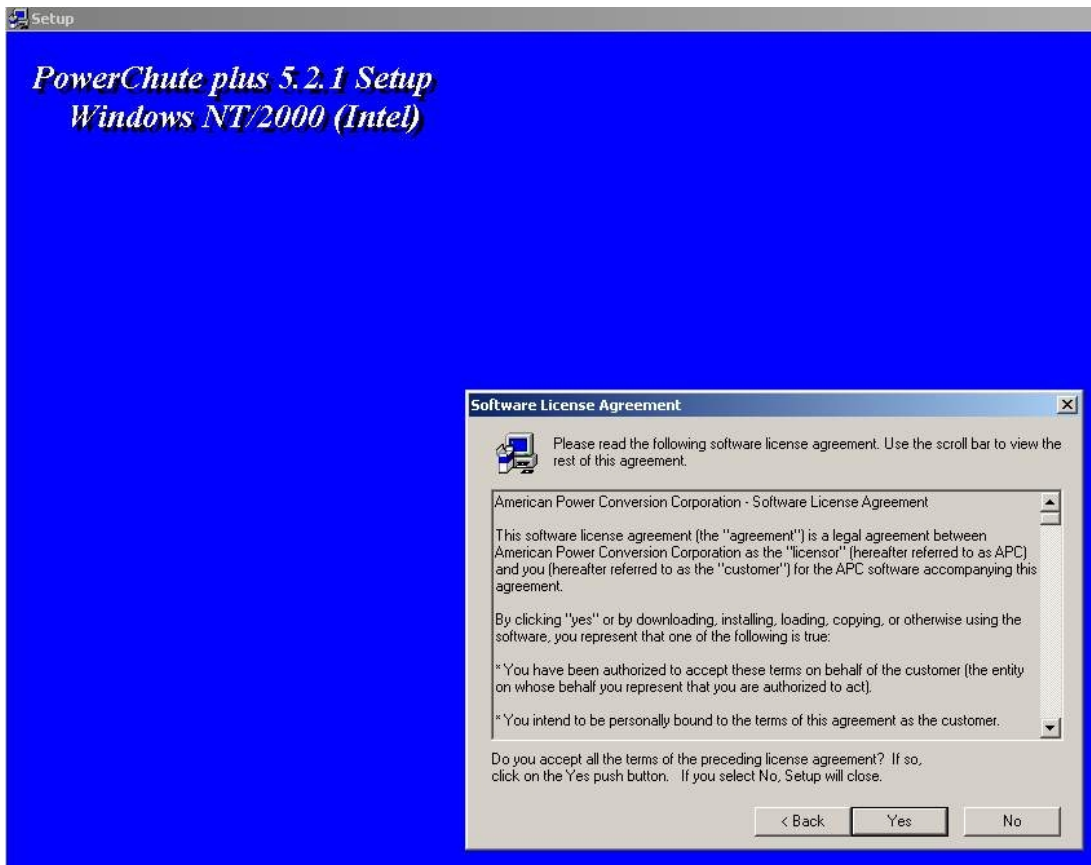 Setup
PowerChute plus 5.2.1 Setup
Windows NT/2000 (Intel)
Software License Agreement
Please read the following software license agreement. Use the scroll bar to view the
rest of this agreement.
American Power Conversion Corporation - Software License Agreement
This software license agreement (the "agreement") is a legal agreement between
American Power Conversion Corporation as the "licensor" (hereafter referred to as APC)
and you (hereafter referred to as the "customer") for the APC software accompanying this
agreement.
By clicking "yes" or by downloading, installing, loading, copying, or otherwise using the
software, you represent that one of the following is true:
* You have been authorized to accept these terms on behalf of the customer (the entity
on whose behalf you represent that you are authorized to act).
* You intend to be personally bound to the terms of this agreement as the customer.
Do you accept all the terms of the preceding license agreement? If so,
click on the Yes push button. If you select No, Setup will close.
< Back Yes No